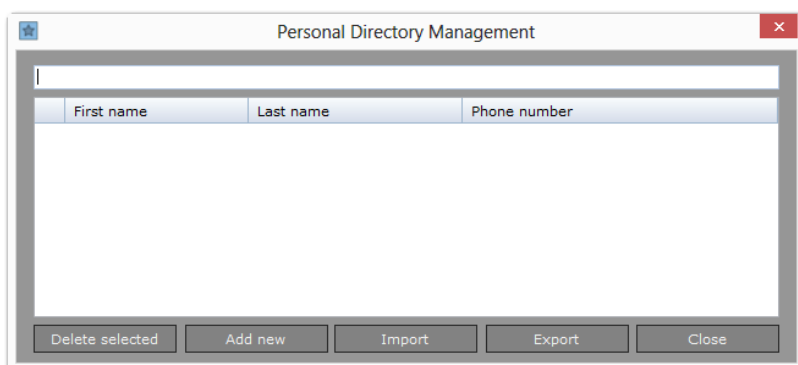 Personal Directory Management
First name Last name Phone number
Delete selected Add new Import Export Close